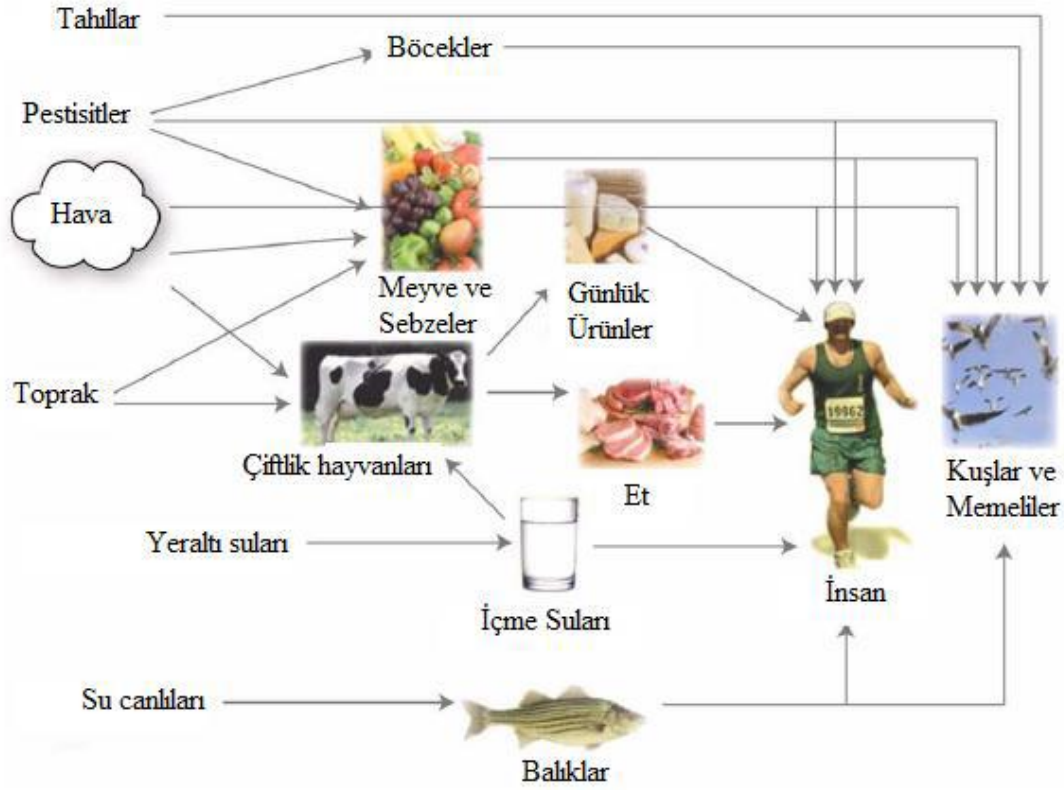 Tahıllar
Böcekler
Pestisitler
Hava
Meyve ve
Sebzeler
Günlük
Ürünler
Toprak
19962
Çiftlik hayvanları
Et
Kuşlar ve
Memeliler
Yeraltı suları
İnsan
İçme Suları
Su canlıları
Balıklar